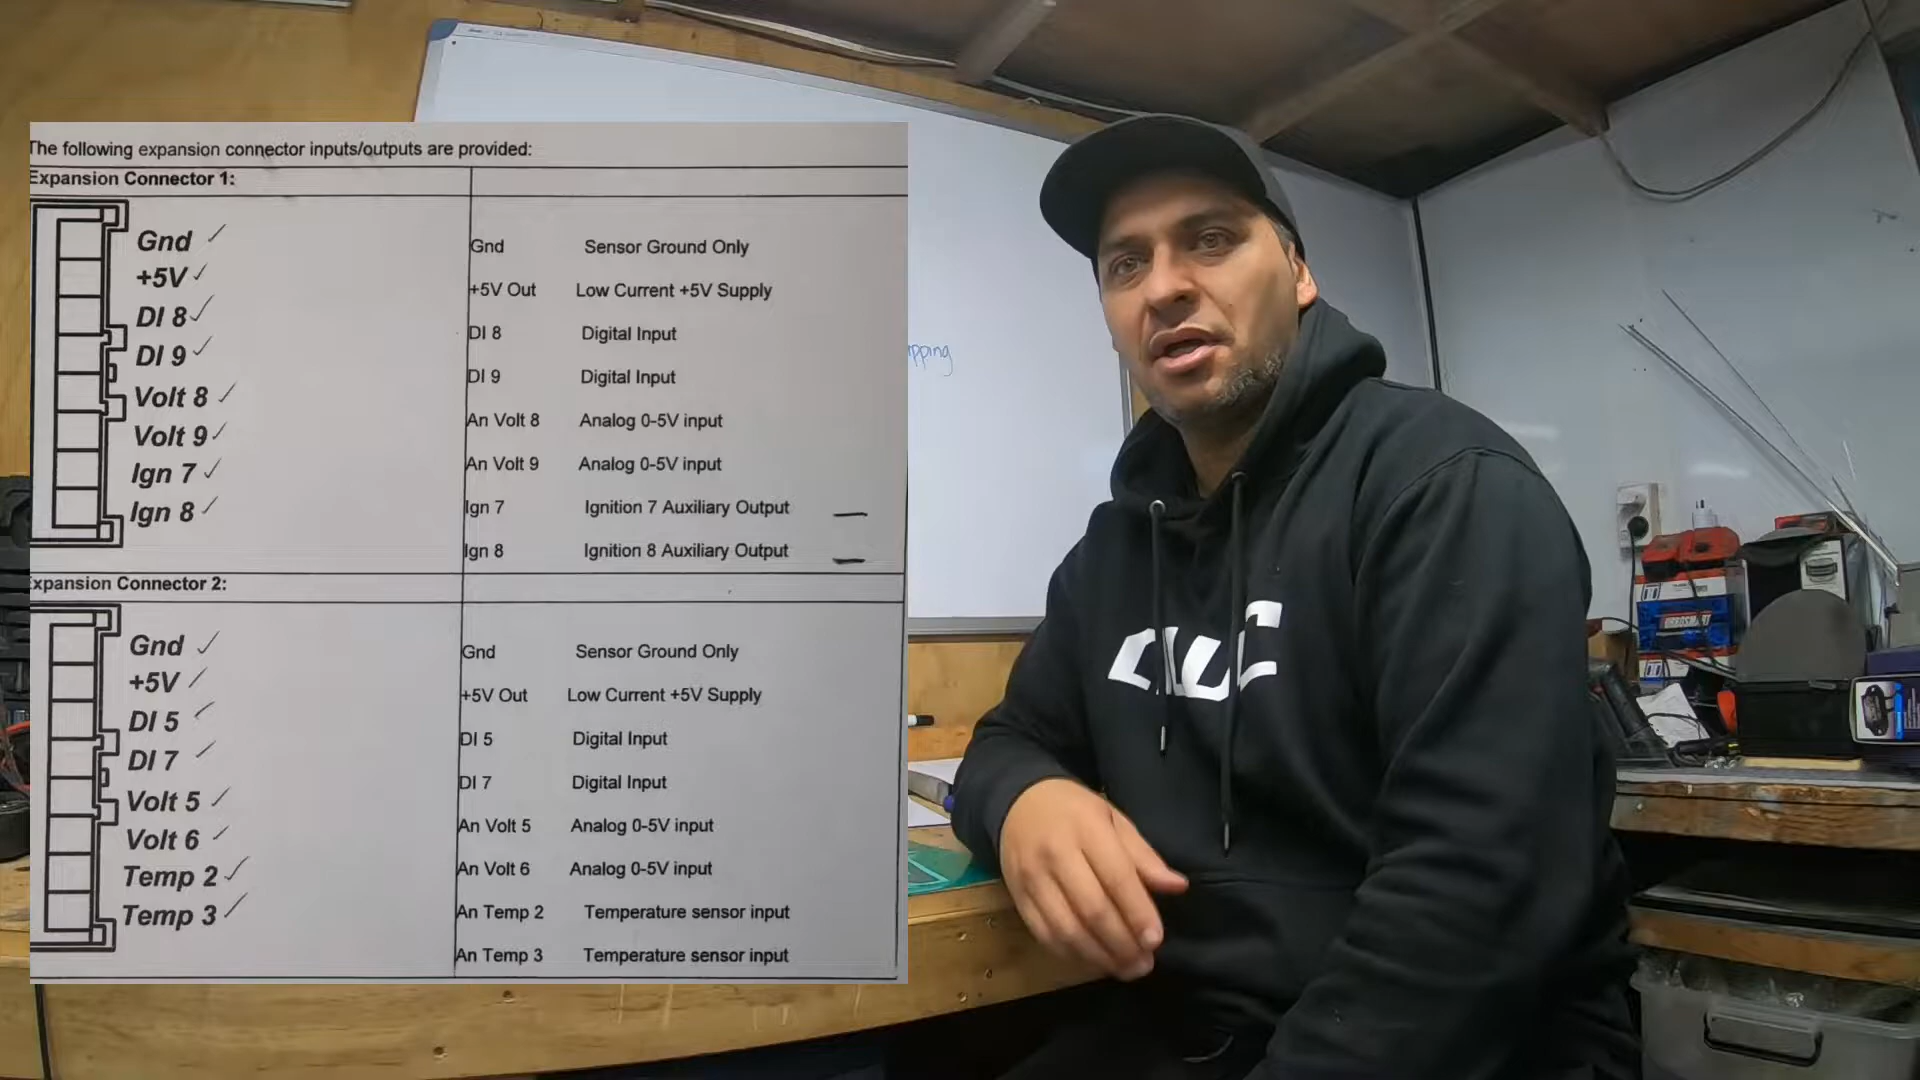 The following expansion connector inputs/outputs are provided:
Expansion Connector 1:
Gnd
+5V
DI 8
DI 9
Volt 8
Volt 9
Ign 7
Ign 8
Gnd Sensor Ground Only
+5V Out Low Current +5V Supply
DI 8 Digital Input
DI 9 Digital Input
An Volt 8 Analog 0-5V input
An Volt 9 Analog 0-5V input
Ign 7 Ignition 7 Auxiliary Output
Ign 8 Ignition 8 Auxiliary Output
Expansion Connector 2:
Gnd
+5V
DI 5
DI 7
Volt 5
Volt 6
Temp 2
Temp 3
Gnd Sensor Ground Only
+5V Out Low Current +5V Supply
DI 5 Digital Input
DI 7 Digital Input
An Volt 5 Analog 0-5V input
An Volt 6 Analog 0-5V input
An Temp 2 Temperature sensor input
An Temp 3 Temperature sensor input